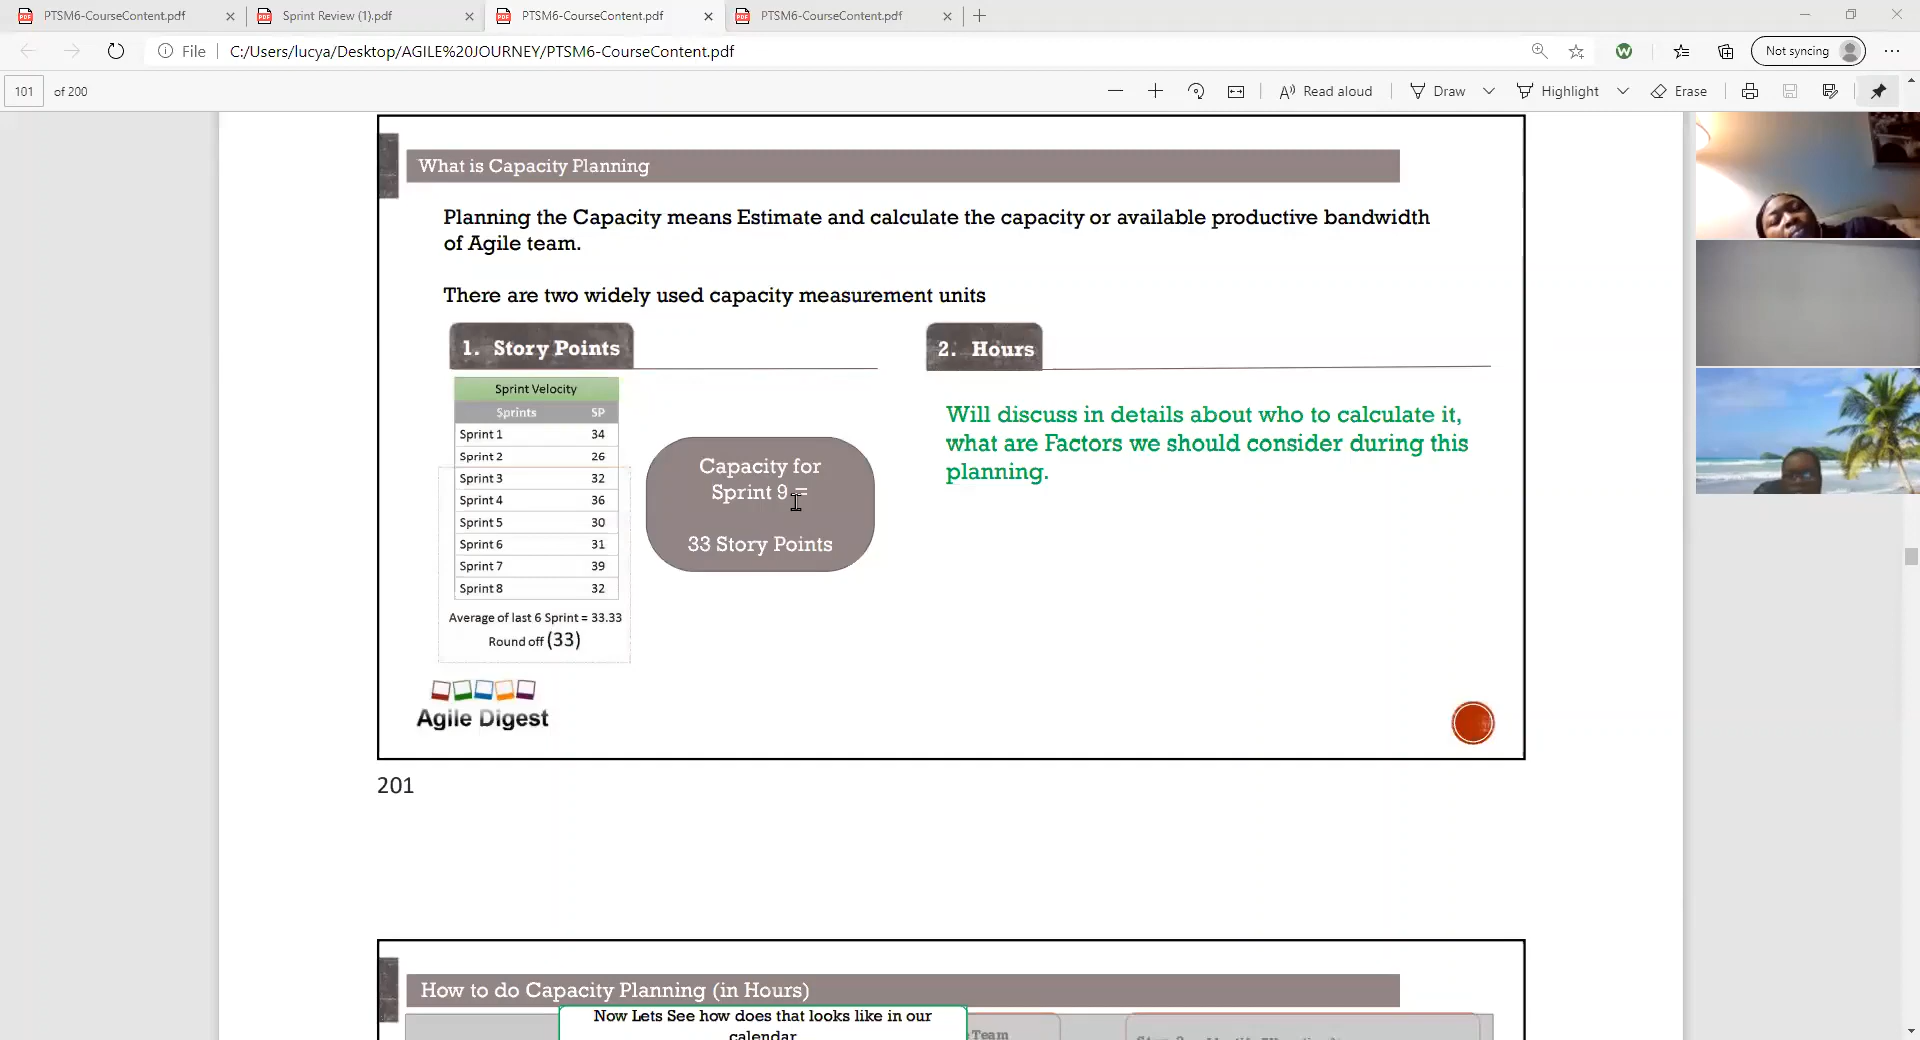 PTSM6-CourseContent.pdf
Sprint Review (1).pdf
PTSM6-CourseContent.pdf
PTSM6-CourseContent.pdf
File
C:/Users/lucya/Desktop/AGILE%20JOURNEY/PTSM6-CourseContent.pdf
Not syncing
101 of 200
Read aloud
Draw
Highlight
Erase
What is Capacity Planning
Planning the Capacity means Estimate and calculate the capacity or available productive bandwidth
of Agile team.
There are two widely used capacity measurement units
1. Story Points
Sprint Velocity
Sprints SP
Sprint 1 34
Sprint 2 26
Sprint 3 32
Sprint 4 36
Sprint 5 30
Sprint 6 31
Sprint 7 39
Sprint 8 32
Average of last 6 Sprint = 33.33
Round off (33)
Capacity for
Sprint 9 =
33 Story Points
2. Hours
Will discuss in details about who to calculate it,
what are Factors we should consider during this
planning.
Agile Digest
201
How to do Capacity Planning (in Hours)
Now Lets See how does that looks like in our
calendar
Team